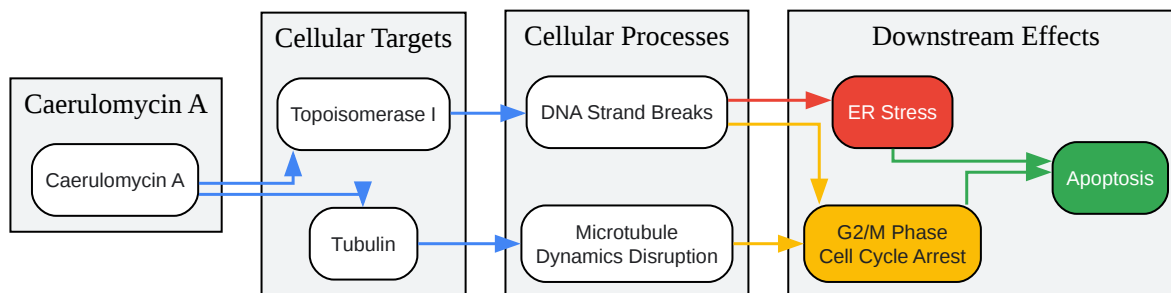 Caerulomycin A
Caerulomycin A
Cellular Targets
Topoisomerase I
Tubulin
Cellular Processes
DNA Strand Breaks
Microtubule
Dynamics Disruption
Downstream Effects
ER Stress
G2/M Phase
Cell Cycle Arrest
Apoptosis